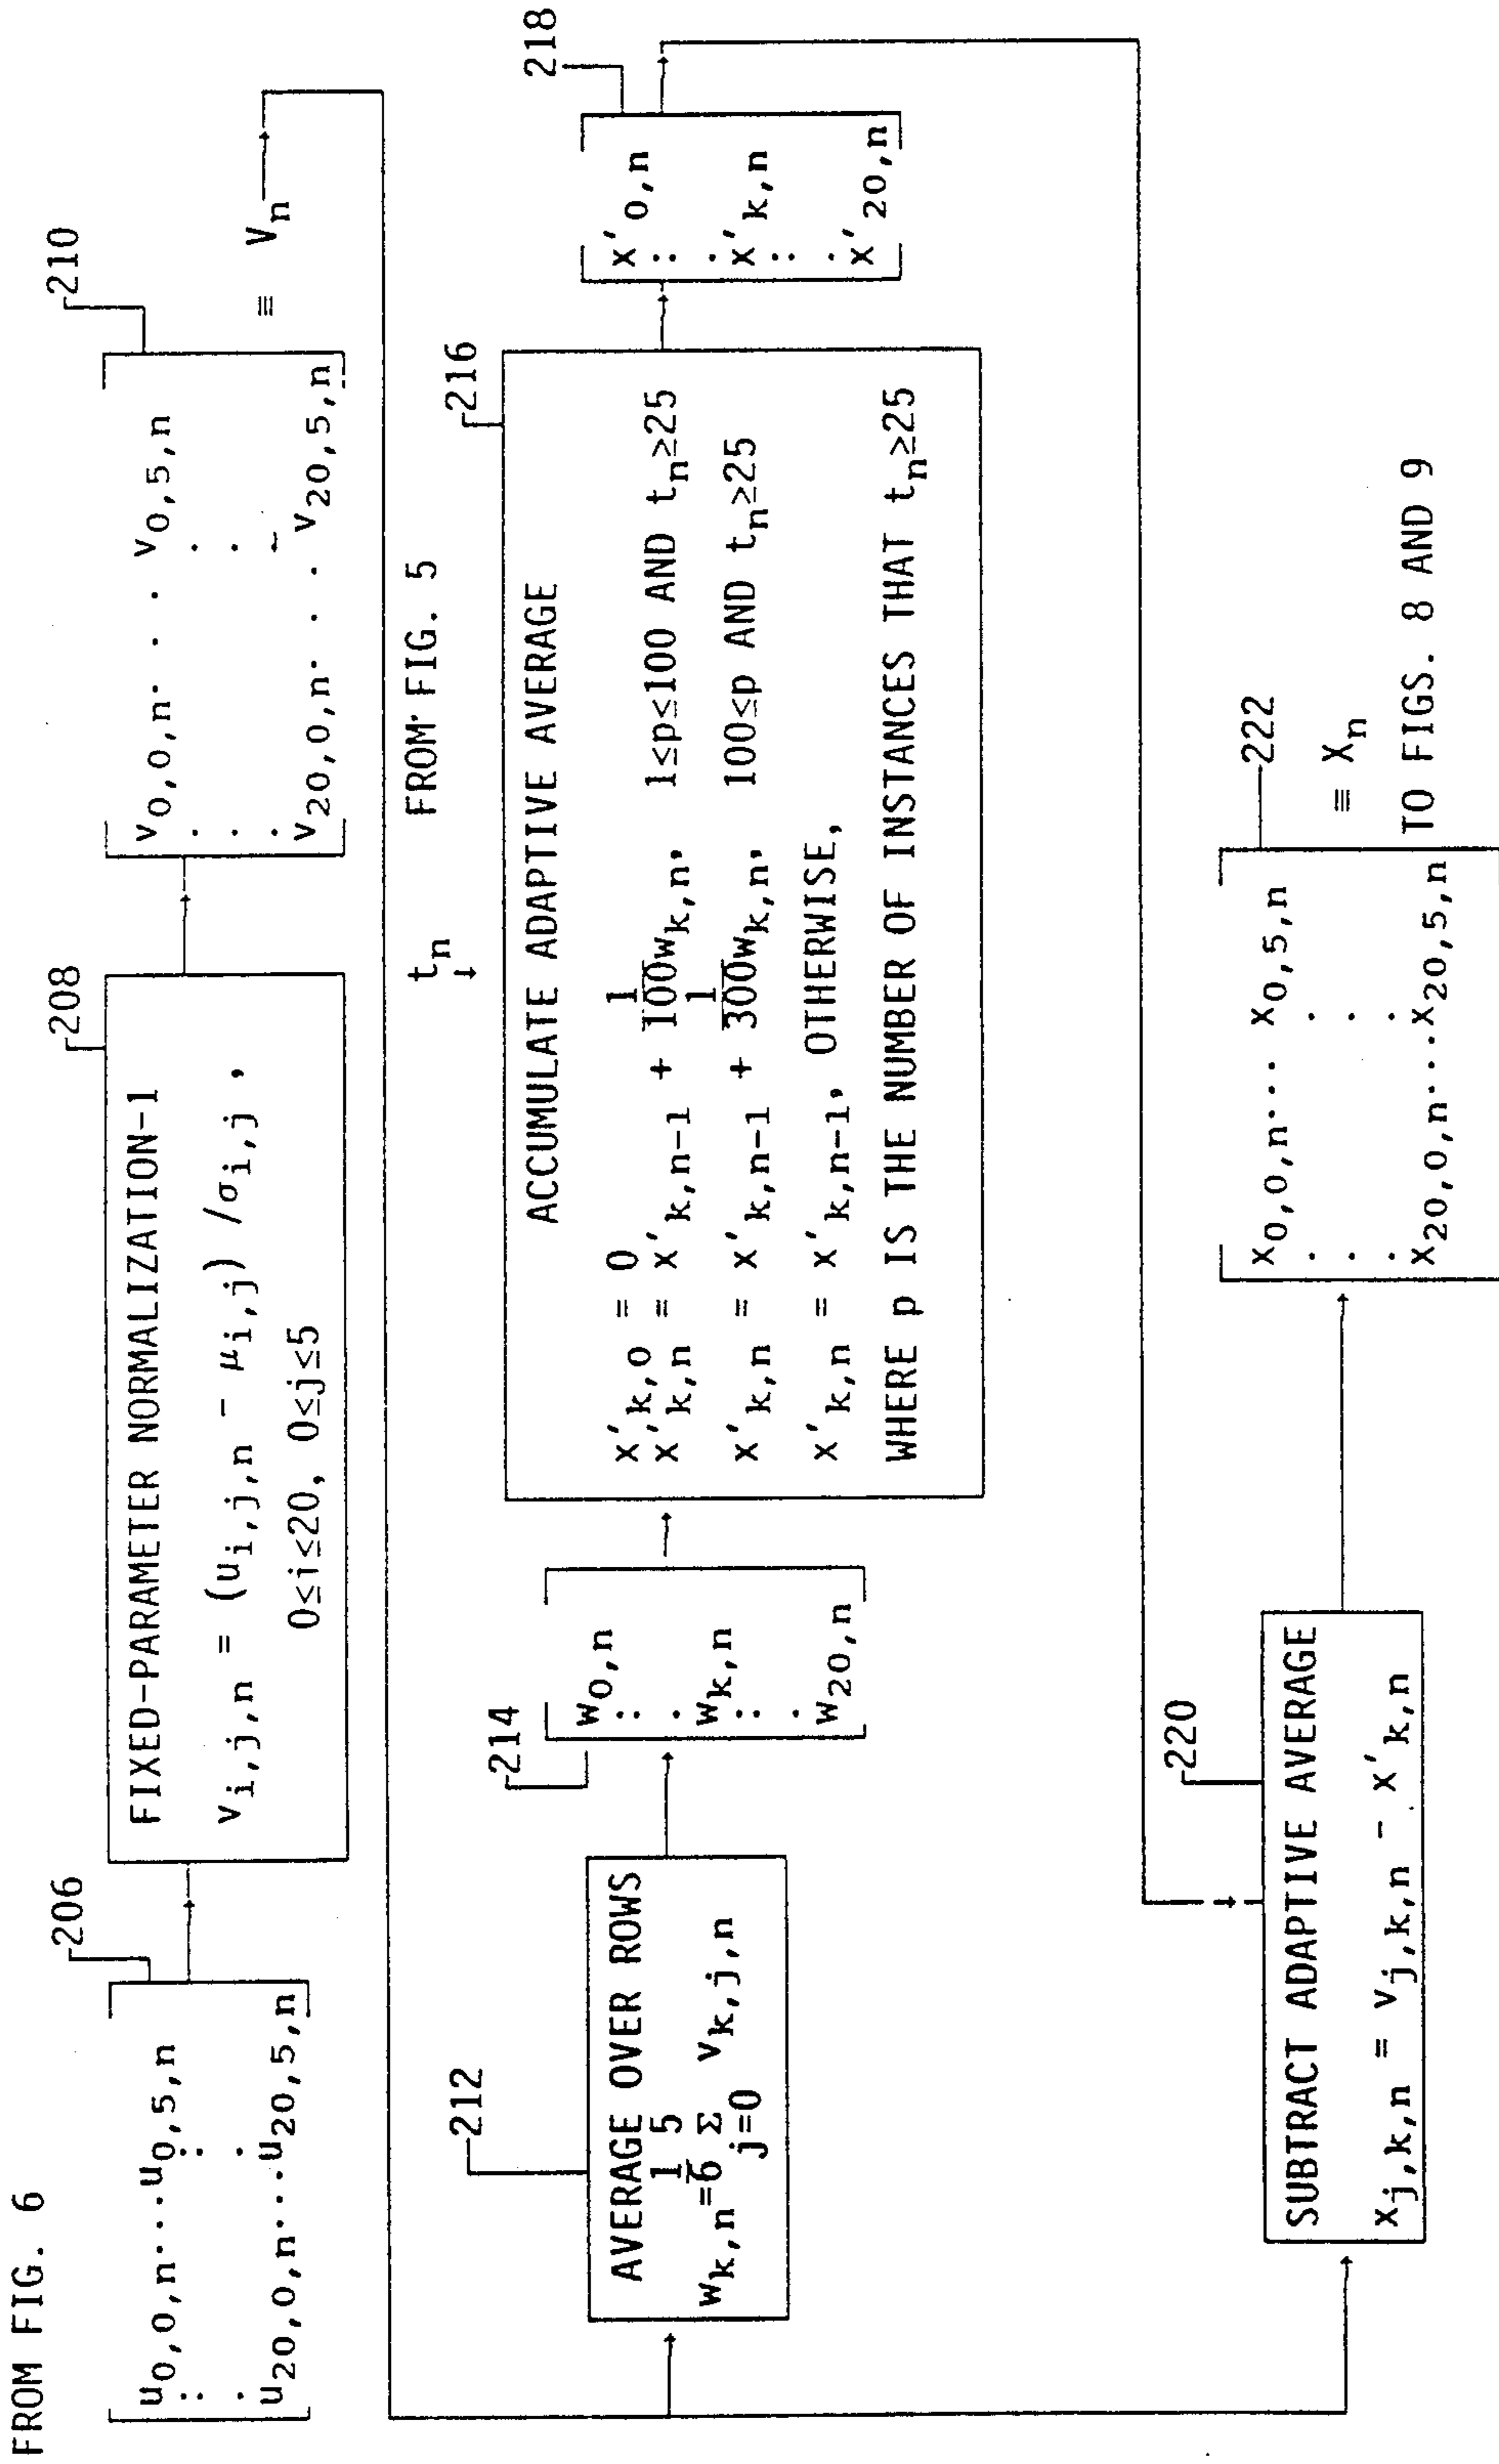 FROM FIG. 6
206
u0,0,n...u0,5,n
: :
. .
u20,0,n...u20,5,n
208
FIXED-PARAMETER NORMALIZATION-1
vi,j,n = (ui,j,n - μi,j) /σi,j ,
0≤i≤20, 0≤j≤5
210
v0,0,n. . . v0,5,n
. .
. .
. .
v20,0,n. . . v20,5,n
≡ Vn
212
AVERAGE OVER ROWS
wk,n=1/6 5Σj=0 vk,j,n
214
w0,n
:
.
wk,n
:
.
w20,n
tn FROM FIG. 5
216
ACCUMULATE ADAPTIVE AVERAGE
x'k,0 = 0
x'k,n = x'k,n-1 + 1/100wk,n, 1≤p≤100 AND tn≥25
x'k,n = x'k,n-1 + 1/300wk,n, 100≤p AND tn≥25
x'k,n = x'k,n-1, OTHERWISE,
WHERE p IS THE NUMBER OF INSTANCES THAT tn≥25
218
x'0,n
:
.
x'k,n
:
.
x'20,n
220
SUBTRACT ADAPTIVE AVERAGE
xj,k,n = vj,k,n - x'k,n
222
x0,0,n... x0,5,n
. .
. .
. .
x20,0,n...x20,5,n
≡ Xn
TO FIGS. 8 AND 9